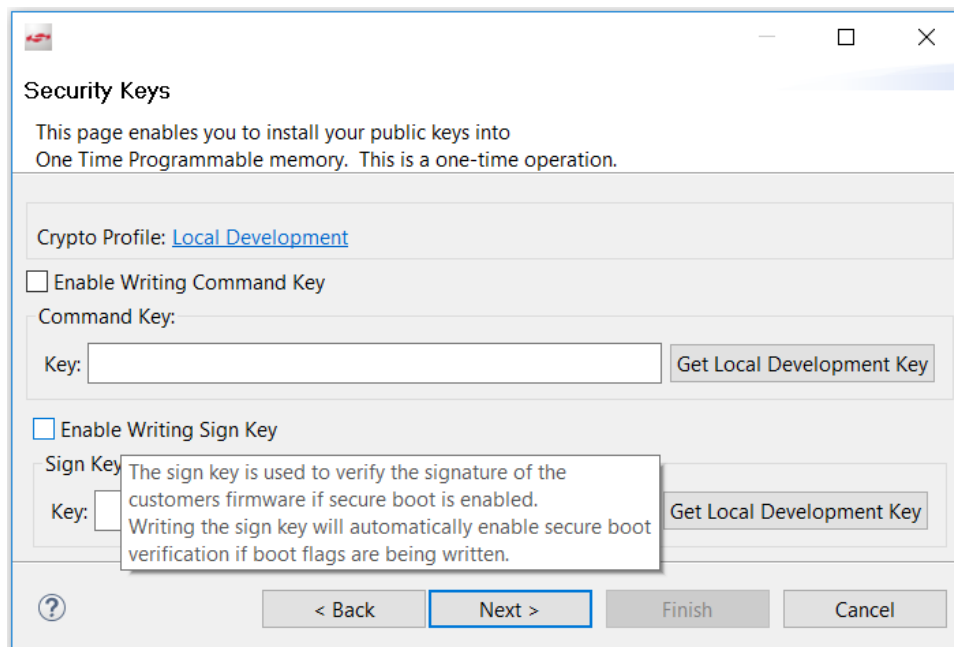 Security Keys
This page enables you to install your public keys into
One Time Programmable memory.  This is a one-time operation.
Crypto Profile: Local Development
Enable Writing Command Key
Command Key:
Key:
Get Local Development Key
Enable Writing Sign Key
Sign Key
The sign key is used to verify the signature of the
customers firmware if secure boot is enabled.
Writing the sign key will automatically enable secure boot
verification if boot flags are being written.
Key:
Get Local Development Key
?
< Back
Next >
Finish
Cancel